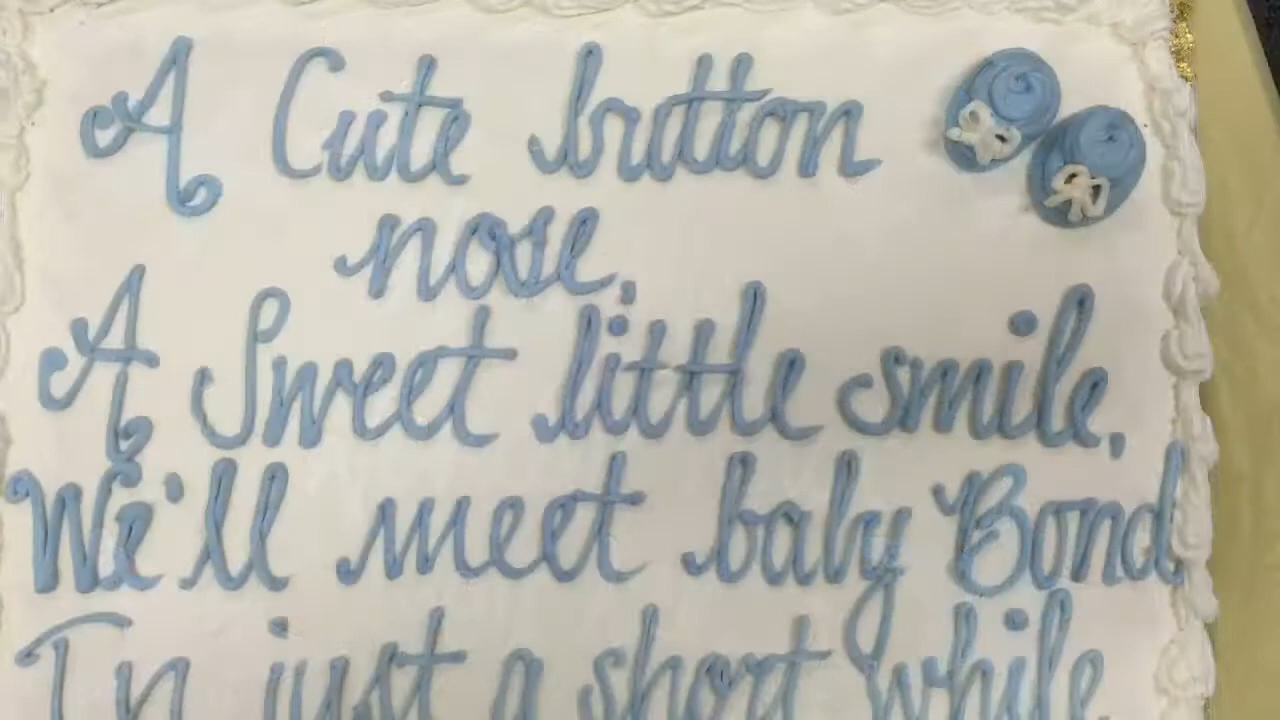 A Cute button
nose,
A Sweet little smile,
We'll meet baby Bond
In just a short while